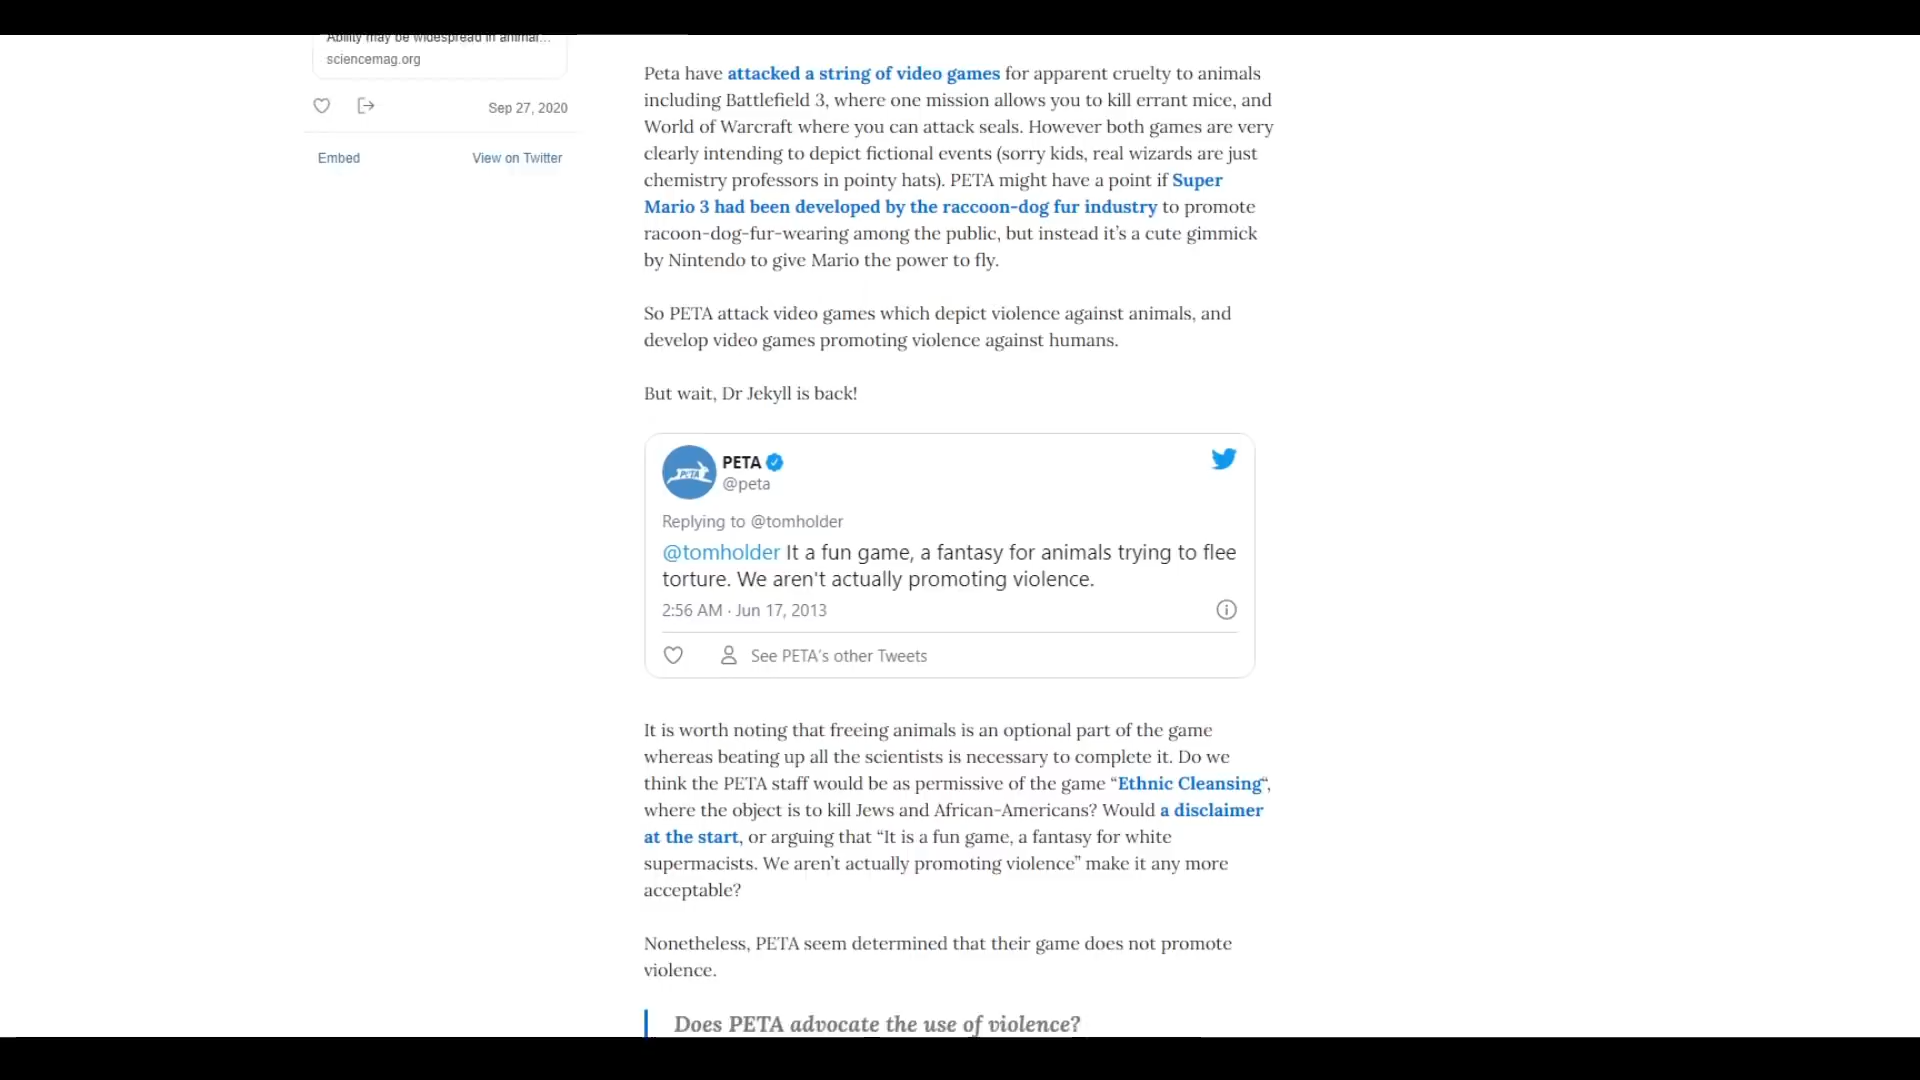 Ability may be widespread in animal...
sciencemag.org
Sep 27, 2020
Embed
View on Twitter
Peta have attacked a string of video games for apparent cruelty to animals
including Battlefield 3, where one mission allows you to kill errant mice, and
World of Warcraft where you can attack seals. However both games are very
clearly intending to depict fictional events (sorry kids, real wizards are just
chemistry professors in pointy hats). PETA might have a point if Super
Mario 3 had been developed by the raccoon-dog fur industry to promote
racoon-dog-fur-wearing among the public, but instead it's a cute gimmick
by Nintendo to give Mario the power to fly.
So PETA attack video games which depict violence against animals, and
develop video games promoting violence against humans.
But wait, Dr Jekyll is back!
PETA
PETA
@peta
Replying to @tomholder
@tomholder It a fun game, a fantasy for animals trying to flee
torture. We aren't actually promoting violence.
2:56 AM · Jun 17, 2013
See PETA's other Tweets
It is worth noting that freeing animals is an optional part of the game
whereas beating up all the scientists is necessary to complete it. Do we
think the PETA staff would be as permissive of the game “Ethnic Cleansing“,
where the object is to kill Jews and African-Americans? Would a disclaimer
at the start, or arguing that “It is a fun game, a fantasy for white
supermacists. We aren’t actually promoting violence” make it any more
acceptable?
Nonetheless, PETA seem determined that their game does not promote
violence.
Does PETA advocate the use of violence?